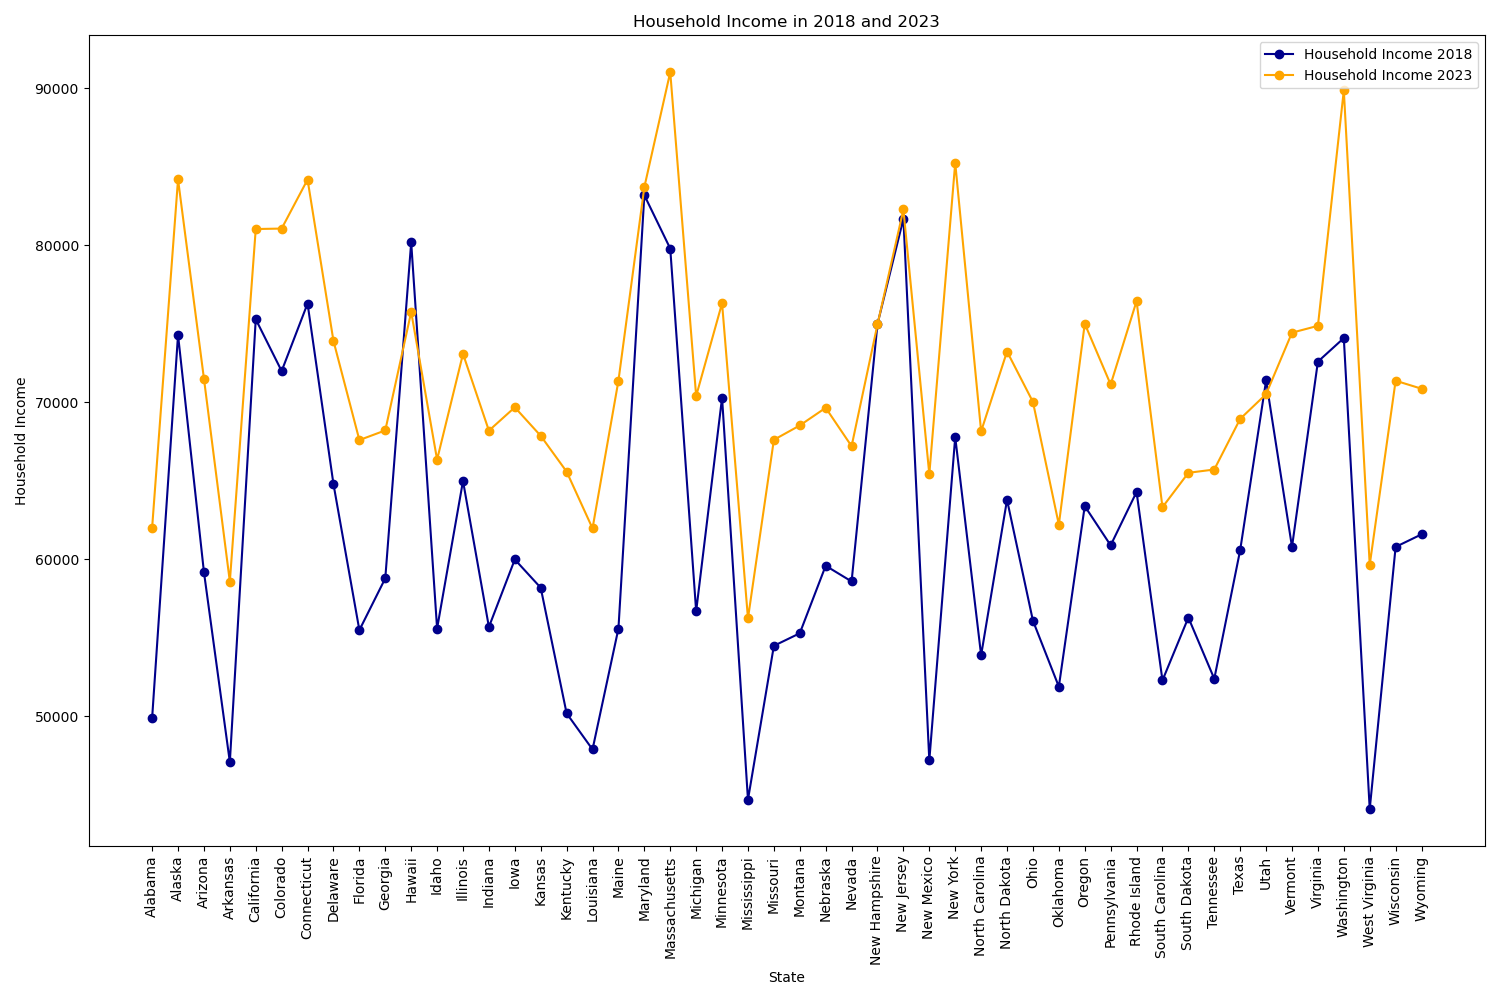 Household Income in 2018 and 2023
Household Income 2018
Household Income 2023
Household Income
90000
80000
70000
60000
50000
Alabama
Alaska
Arizona
Arkansas
California
Colorado
Connecticut
Delaware
Florida
Georgia
Hawaii
Idaho
Illinois
Indiana
Iowa
Kansas
Kentucky
Louisiana
Maine
Maryland
Massachusetts
Michigan
Minnesota
Mississippi
Missouri
Montana
Nebraska
Nevada
New Hampshire
New Jersey
New Mexico
New York
North Carolina
North Dakota
Ohio
Oklahoma
Oregon
Pennsylvania
Rhode Island
South Carolina
South Dakota
Tennessee
Texas
Utah
Vermont
Virginia
Washington
West Virginia
Wisconsin
Wyoming
State